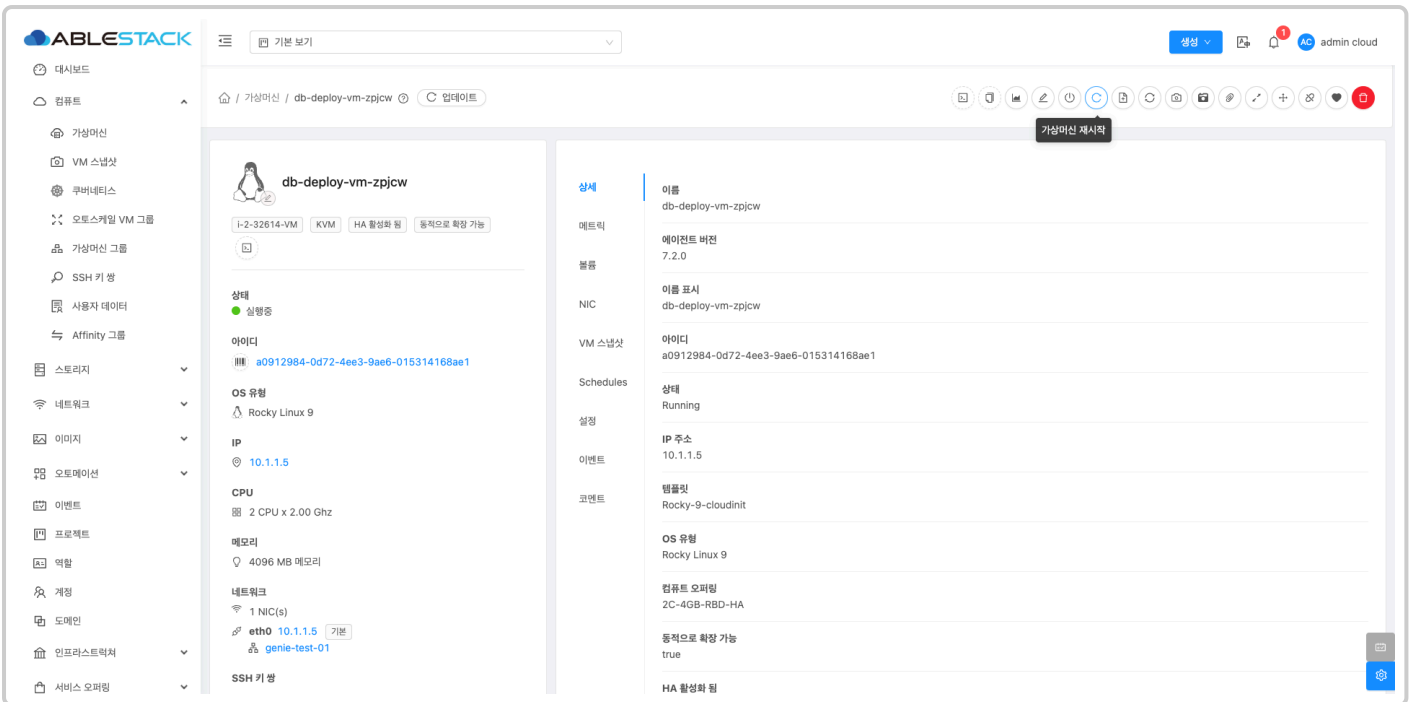 ABLESTACK
기본 보기
생성
1
AC
admin cloud
대시보드
컴퓨트
가상머신
VM 스냅샷
쿠버네티스
오토스케일 VM 그룹
가상머신 그룹
SSH 키 쌍
사용자 데이터
Affinity 그룹
스토리지
네트워크
이미지
오토메이션
이벤트
프로젝트
역할
계정
도메인
인프라스트럭쳐
서비스 오퍼링
/ 가상머신 / db-deploy-vm-zpjcw
업데이트
가상머신 재시작
db-deploy-vm-zpjcw
i-2-32614-VM KVM HA 활성화 됨 동적으로 확장 가능
상태
실행중
아이디
a0912984-0d72-4ee3-9ae6-015314168ae1
OS 유형
Rocky Linux 9
IP
10.1.1.5
CPU
2 CPU x 2.00 Ghz
메모리
4096 MB 메모리
네트워크
1 NIC(s)
eth0 10.1.1.5 기본
genie-test-01
SSH 키 쌍
상세
메트릭
볼륨
NIC
VM 스냅샷
Schedules
설정
이벤트
코멘트
이름
db-deploy-vm-zpjcw
에이전트 버전
7.2.0
이름 표시
db-deploy-vm-zpjcw
아이디
a0912984-0d72-4ee3-9ae6-015314168ae1
상태
Running
IP 주소
10.1.1.5
템플릿
Rocky-9-cloudinit
OS 유형
Rocky Linux 9
컴퓨트 오퍼링
2C-4GB-RBD-HA
동적으로 확장 가능
true
HA 활성화 됨